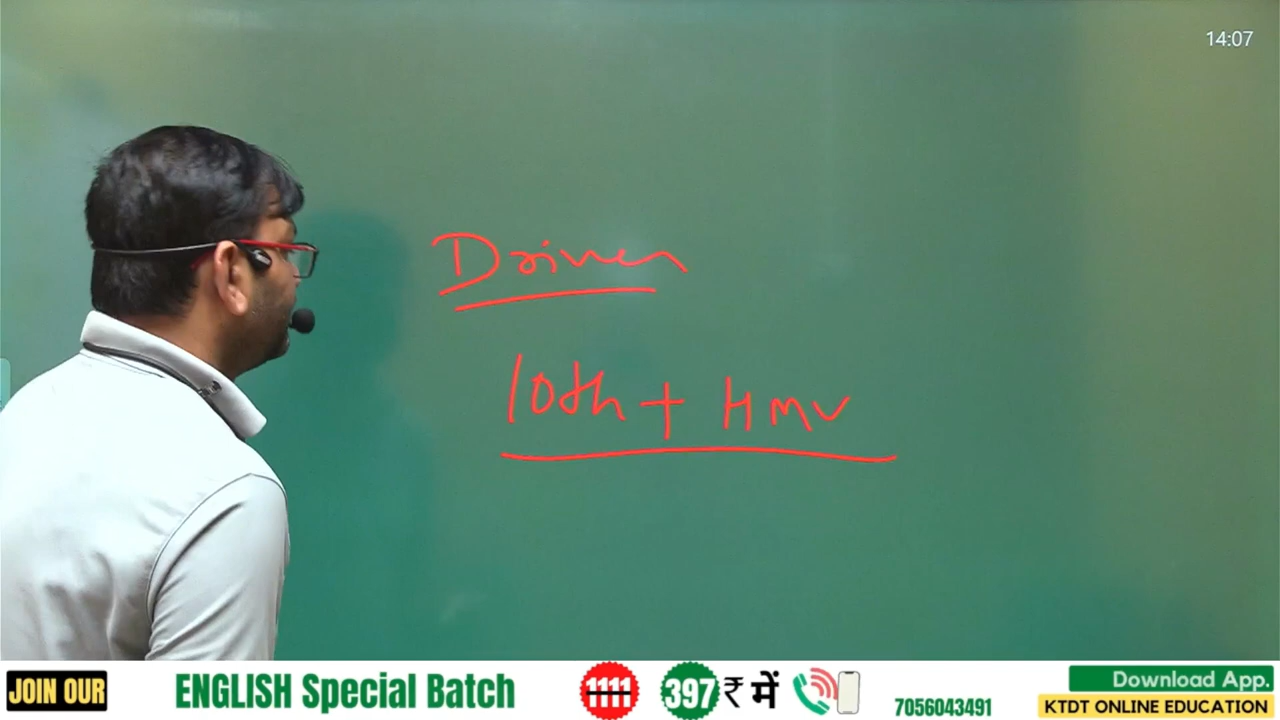 14:07
Driver
10th + HMV
JOIN OUR
ENGLISH Special Batch
1111
397 ₹ में
7056043491
Download App.
KTDT ONLINE EDUCATION